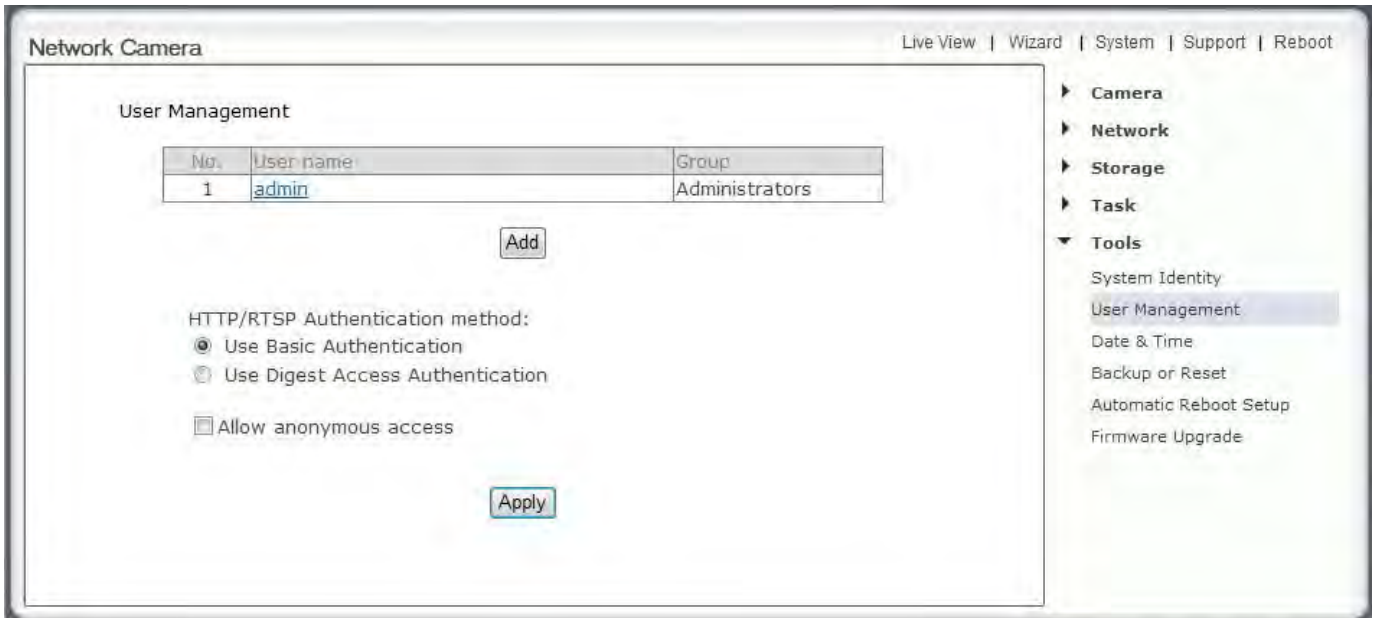 Network Camera
Live View | Wizard | System | Support | Reboot
User Management
No. User name Group
1 admin Administrators
Add
HTTP/RTSP Authentication method:
Use Basic Authentication
Use Digest Access Authentication
Allow anonymous access
Apply
Camera
Network
Storage
Task
Tools
System Identity
User Management
Date & Time
Backup or Reset
Automatic Reboot Setup
Firmware Upgrade